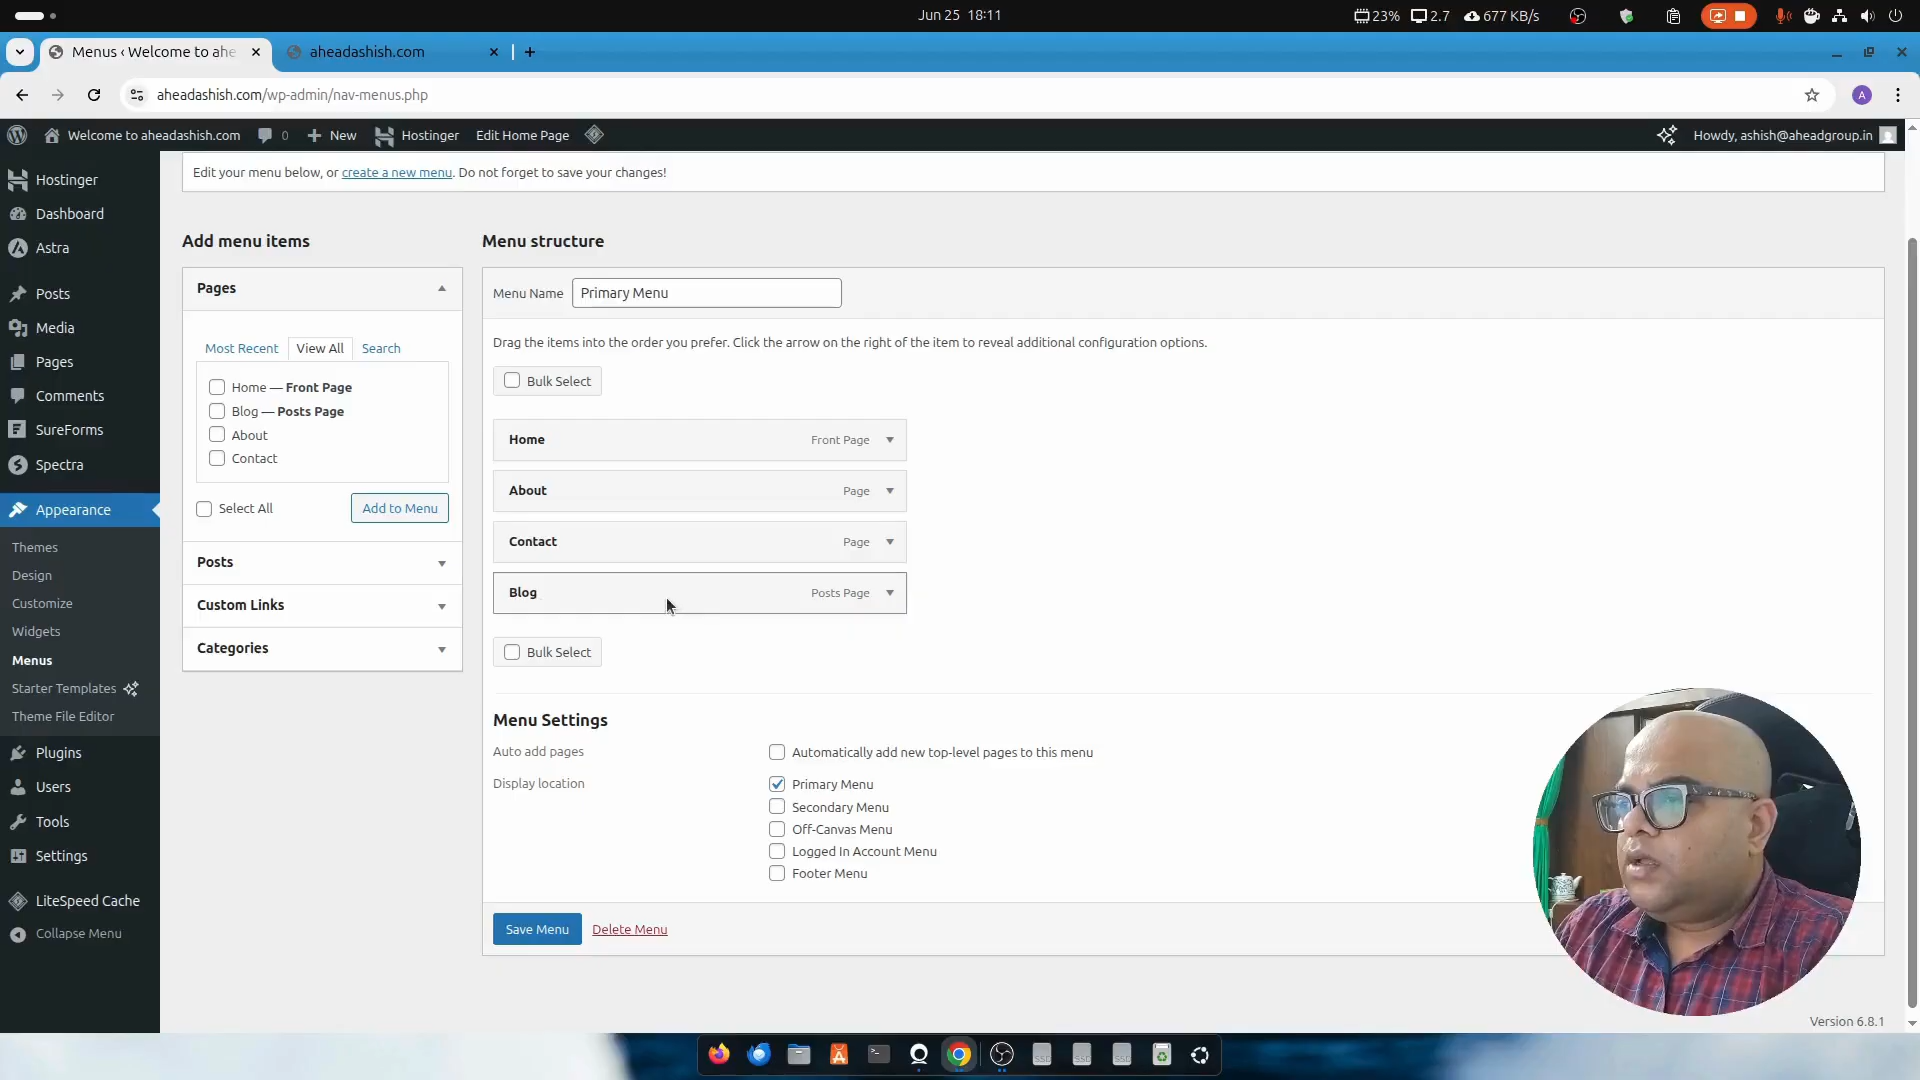 Jun 25 18:11
23% 2.7 677 KB/s
Menus ‹ Welcome to ahe
aheadashish.com
aheadashish.com/wp-admin/nav-menus.php
A
Welcome to aheadashish.com 0 New Hostinger Edit Home Page
Howdy, ashish@aheadgroup.in
Hostinger
Dashboard
Astra
Posts
Media
Pages
Comments
SureForms
Spectra
Appearance
Themes
Design
Customize
Widgets
Menus
Starter Templates
Theme File Editor
Plugins
Users
Tools
Settings
LiteSpeed Cache
Collapse Menu
Edit your menu below, or create a new menu. Do not forget to save your changes!
Add menu items
Pages
Most Recent View All Search
Home — Front Page
Blog — Posts Page
About
Contact
Select All Add to Menu
Posts
Custom Links
Categories
Menu structure
Menu Name Primary Menu
Drag the items into the order you prefer. Click the arrow on the right of the item to reveal additional configuration options.
Bulk Select
Home Front Page
About Page
Contact Page
Blog Posts Page
Bulk Select
Menu Settings
Auto add pages Automatically add new top-level pages to this menu
Display location Primary Menu
Secondary Menu
Off-Canvas Menu
Logged In Account Menu
Footer Menu
Save Menu Delete Menu
Version 6.8.1
SSD SSD SSD